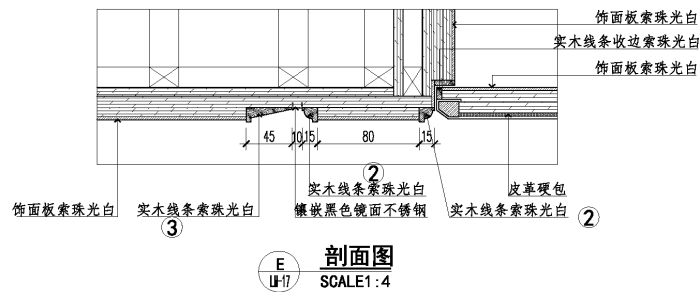 饰面板索珠光白
实木线条收边索珠光白
饰面板索珠光白
45 10 15 80 15
②
实木线条索珠光白 皮革硬包
饰面板索珠光白 实木线条索珠光白 镶嵌黑色镜面不锈钢 实木线条索珠光白 ②
③
E 剖面图
LII-17 SCALE1:4